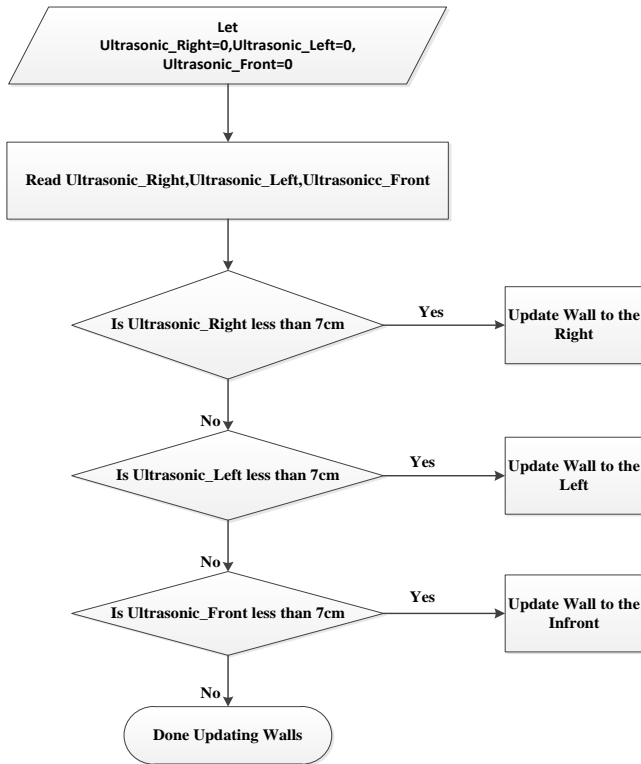 Let
Ultrasonic_Right=0,Ultrasonic_Left=0,
Ultrasonic_Front=0
Read Ultrasonic_Right,Ultrasonic_Left,Ultrasonicc_Front
Is Ultrasonic_Right less than 7cm
Yes
Update Wall to the
Right
No
Is Ultrasonic_Left less than 7cm
Yes
Update Wall to the
Left
No
Is Ultrasonic_Front less than 7cm
Yes
Update Wall to the
Infront
No
Done Updating Walls